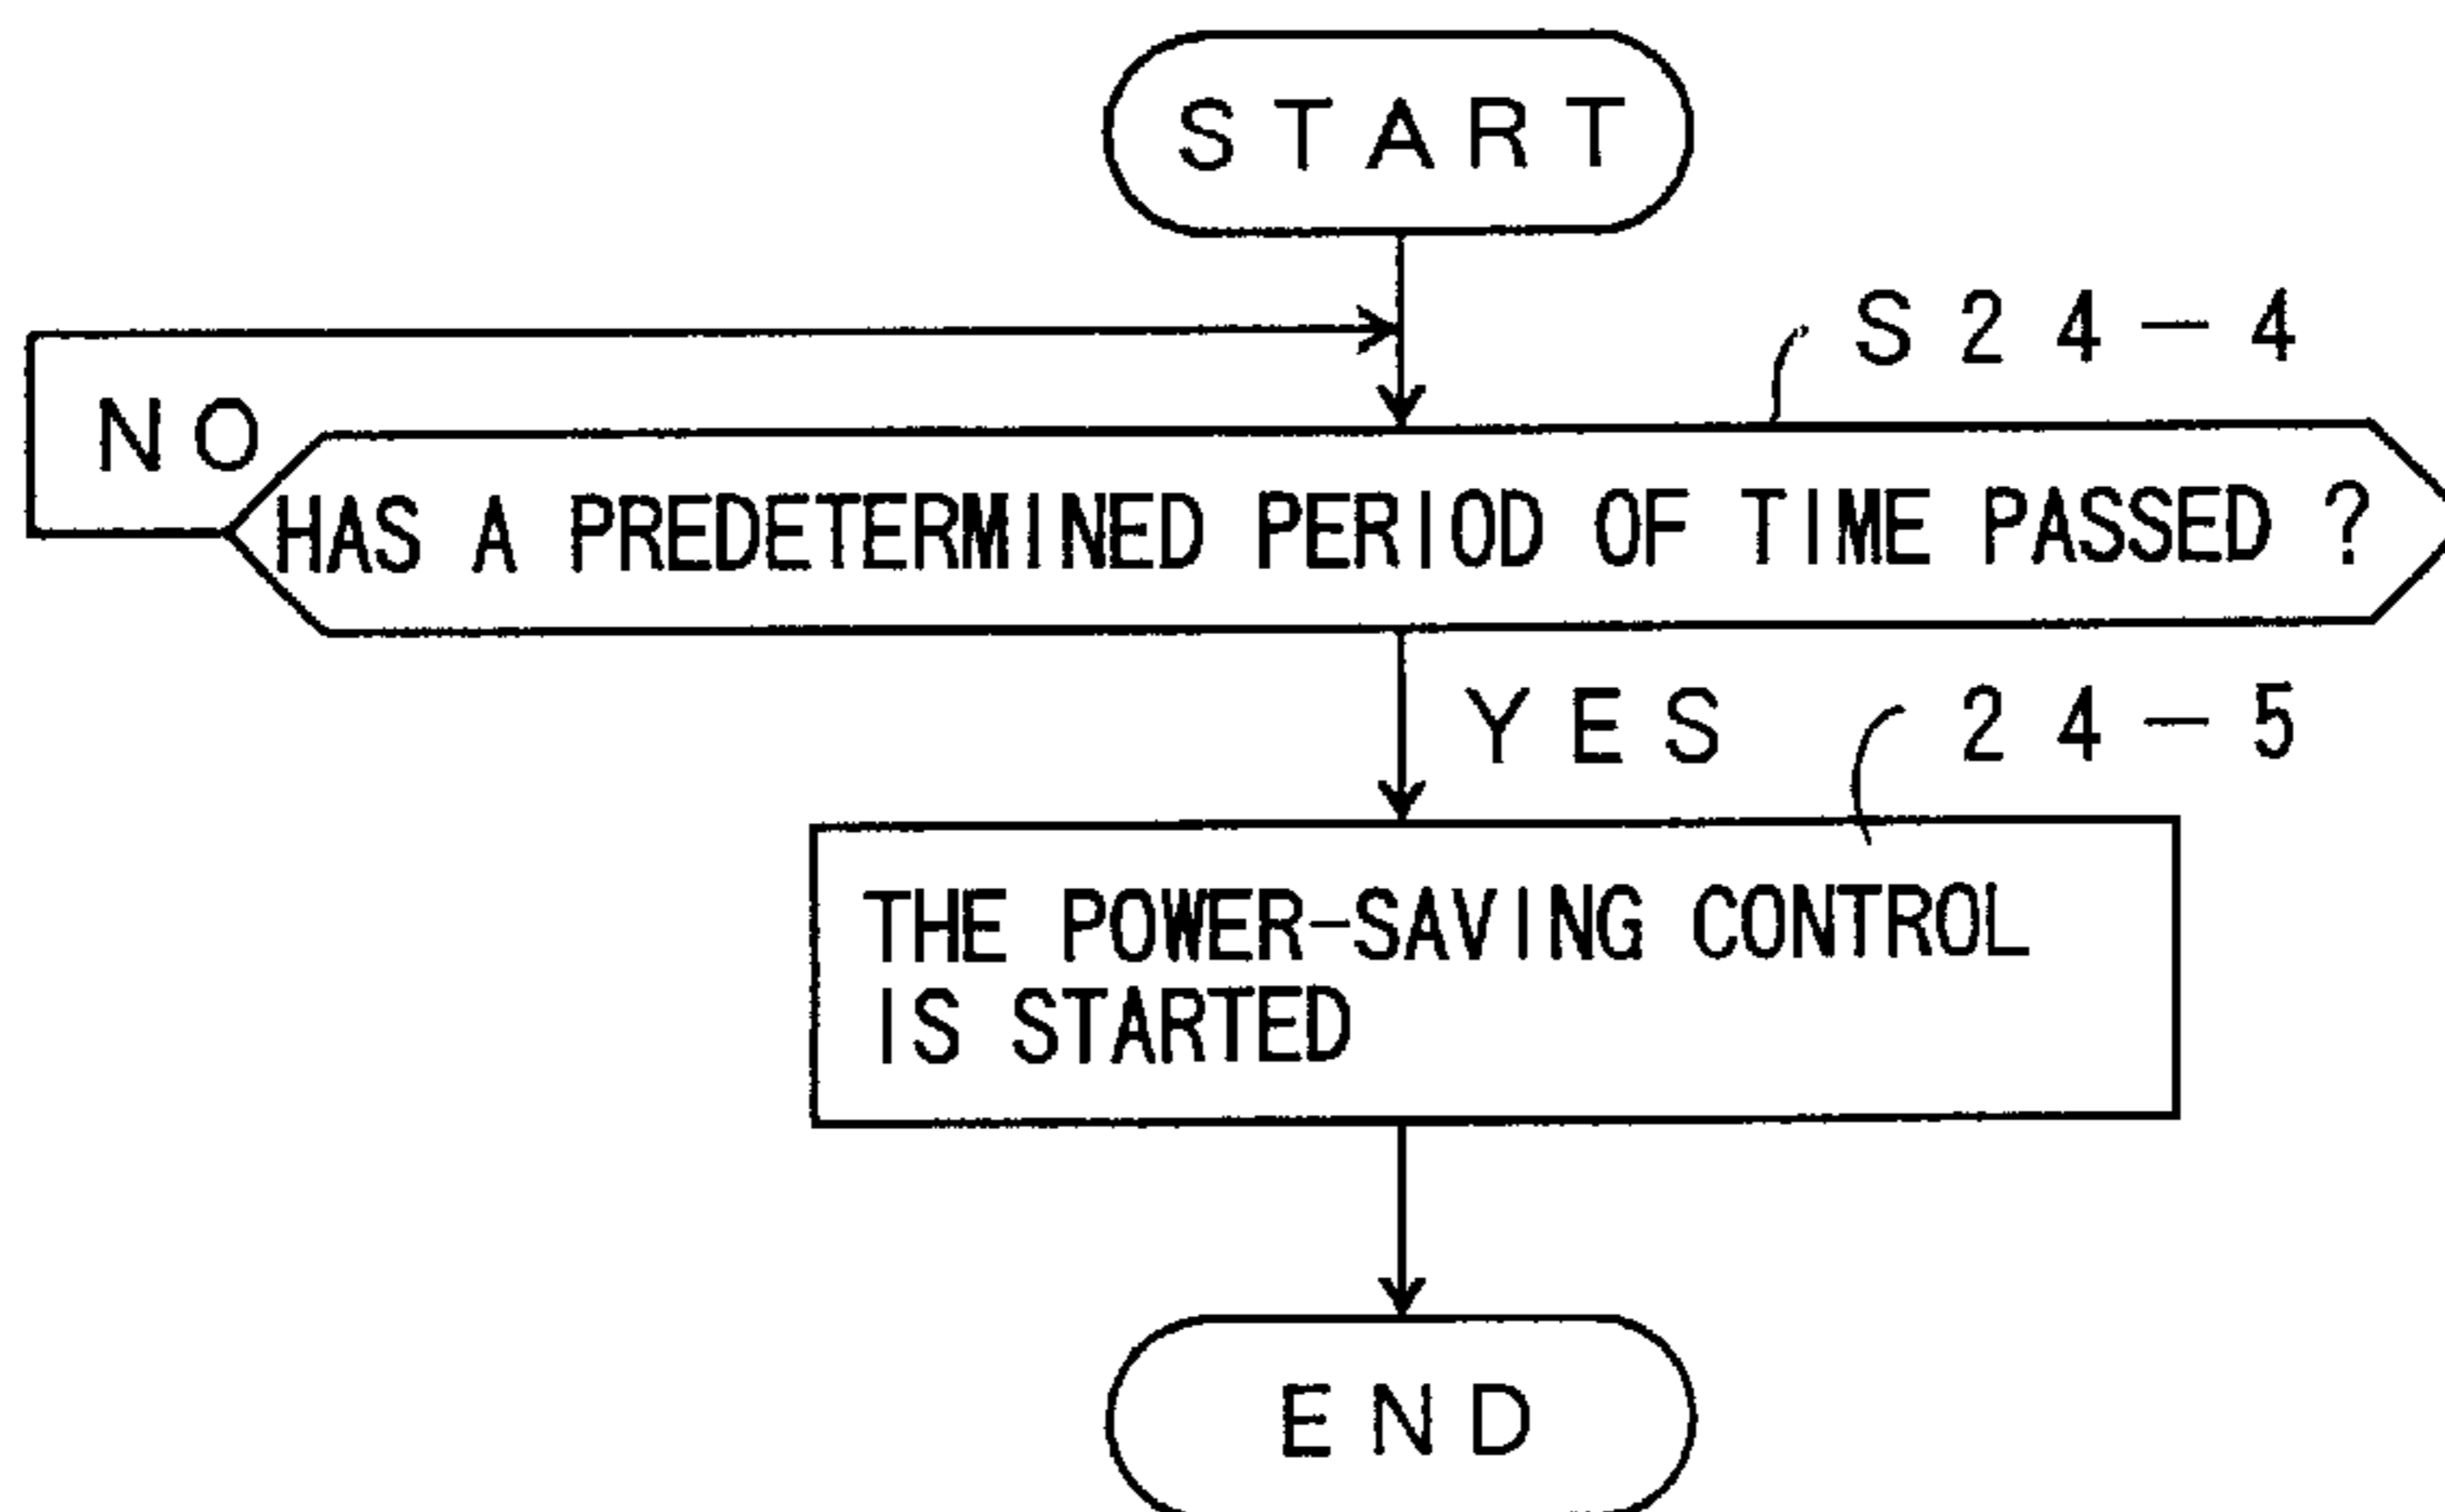 START
S24-4
NO
HAS A PREDETERMINED PERIOD OF TIME PASSED ?
YES
24-5
THE POWER-SAVING CONTROL
IS STARTED
END